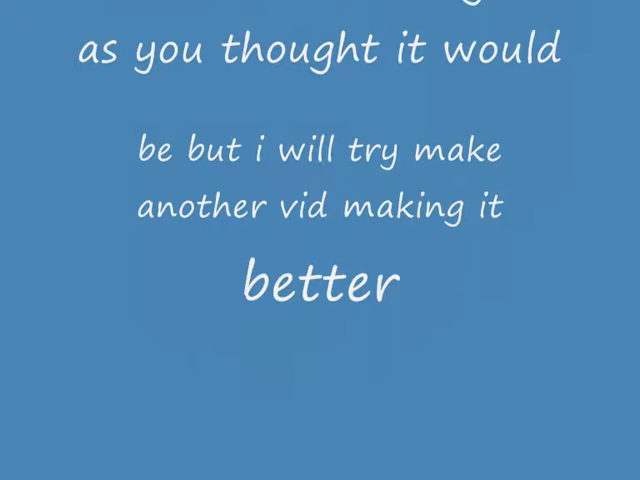 as you thought it would
be but i will try make
another vid making it
better